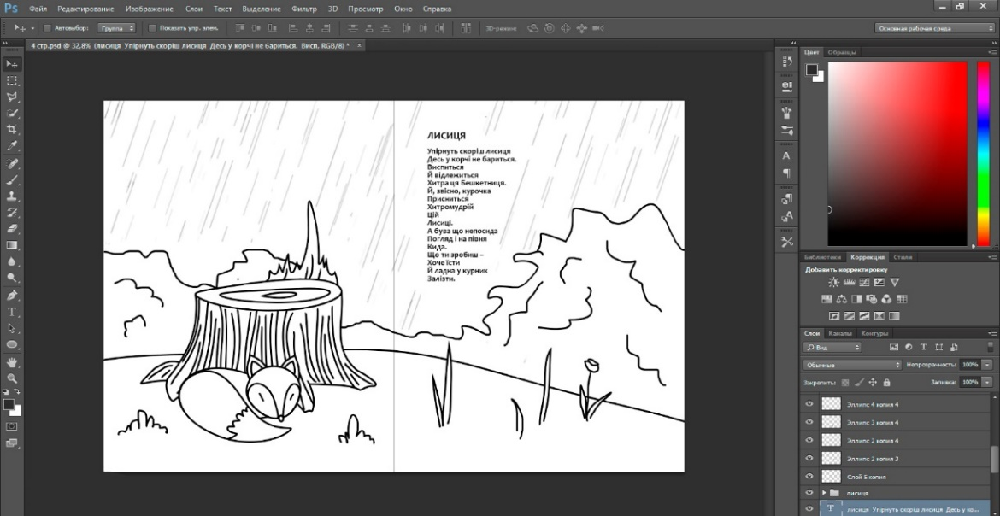 Ps Файл Редактирование Изображение Слои Текст Выделение Фильтр 3D Просмотр Окно Справка
Автовыбор: Группа Показать упр. элем. 3D-режим: Основная рабочая среда
4 стр.psd @ 32,8% (лисиця Упірнуть скоріш лисиця Десь у корчі не бариться. Висп, RGB/8) * ×
ЛИСИЦЯ
Упірнуть скоріш лисиця
Десь у корчі не бариться.
Виспиться
Й відлежиться
Хитра ця Бешкетниця.
Й, звісно, курочка
Присниться
Хитромудрій
Цій
Лисиці.
А бува що непосида
Погляд і на півня
Кида.
Що ти зробиш –
Хоче їсти
Й ладна у курник
Залізти.
Цвет Образцы
Библиотеки Коррекция Стили
Добавить корректировку
Слои Каналы Контуры
Вид
Обычные Непрозрачность: 100%
Закрепить: Заливка: 100%
Эллипс 4 копия 4
Эллипс 3 копия 4
Эллипс 2 копия 4
Эллипс 2 копия 3
Слой 5 копия
лисиця
лисиця Упірнуть скоріш лисиця Десь у ко...